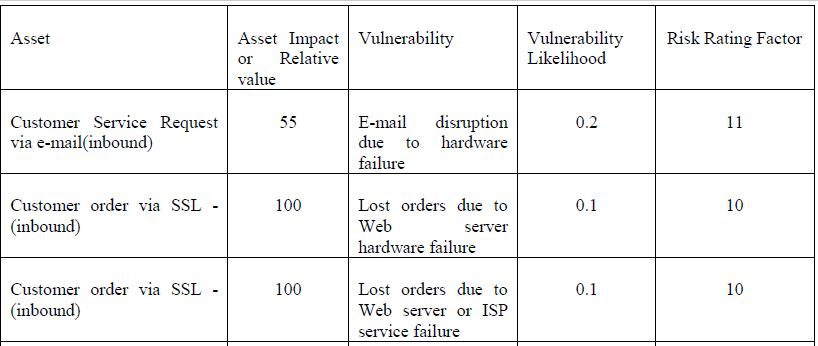 Asset
Asset Impact or Relative value
Vulnerability
Vulnerability Likelihood
Risk Rating Factor
Customer Service Request via e-mail(inbound)
55
E-mail disruption due to hardware failure
0.2
11
Customer order via SSL - (inbound)
100
Lost orders due to Web server hardware failure
0.1
10
Customer order via SSL - (inbound)
100
Lost orders due to Web server or ISP service failure
0.1
10